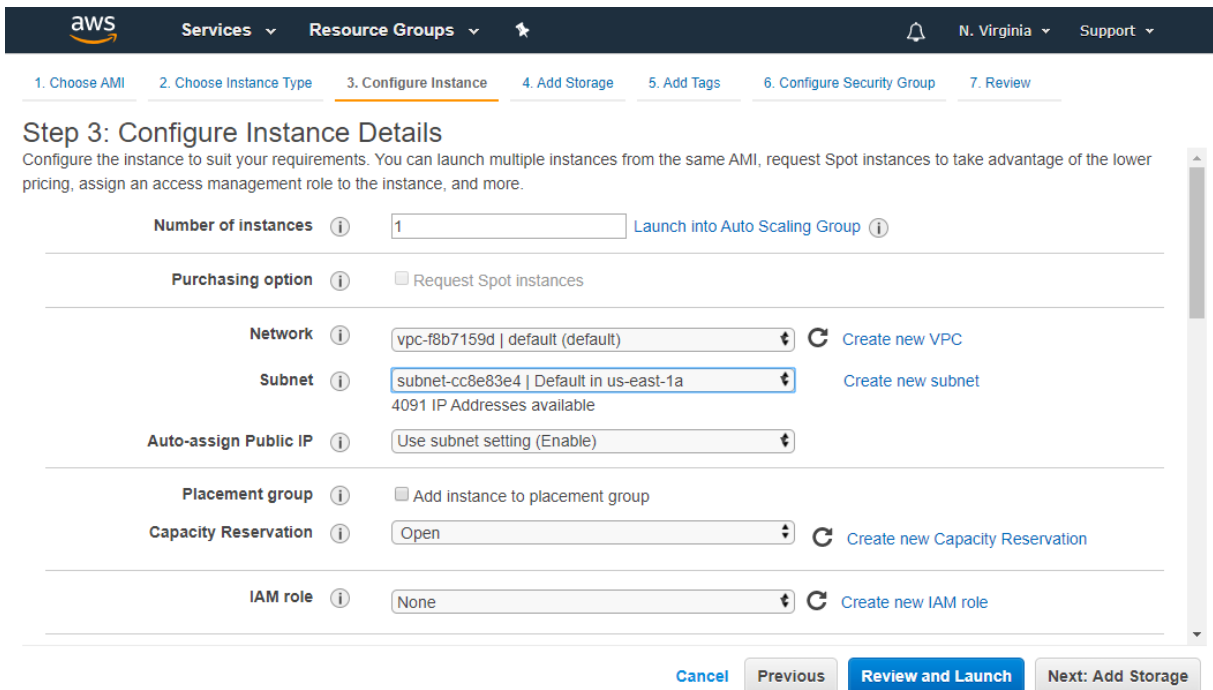 aws Services Resource Groups N. Virginia Support
1. Choose AMI 2. Choose Instance Type 3. Configure Instance 4. Add Storage 5. Add Tags 6. Configure Security Group 7. Review
Step 3: Configure Instance Details
Configure the instance to suit your requirements. You can launch multiple instances from the same AMI, request Spot instances to take advantage of the lower
pricing, assign an access management role to the instance, and more.
Number of instances i 1 Launch into Auto Scaling Group i
Purchasing option i Request Spot instances
Network i vpc-f8b7159d | default (default) Create new VPC
Subnet i subnet-cc8e83e4 | Default in us-east-1a Create new subnet
4091 IP Addresses available
Auto-assign Public IP i Use subnet setting (Enable)
Placement group i Add instance to placement group
Capacity Reservation i Open Create new Capacity Reservation
IAM role i None Create new IAM role
Cancel Previous Review and Launch Next: Add Storage